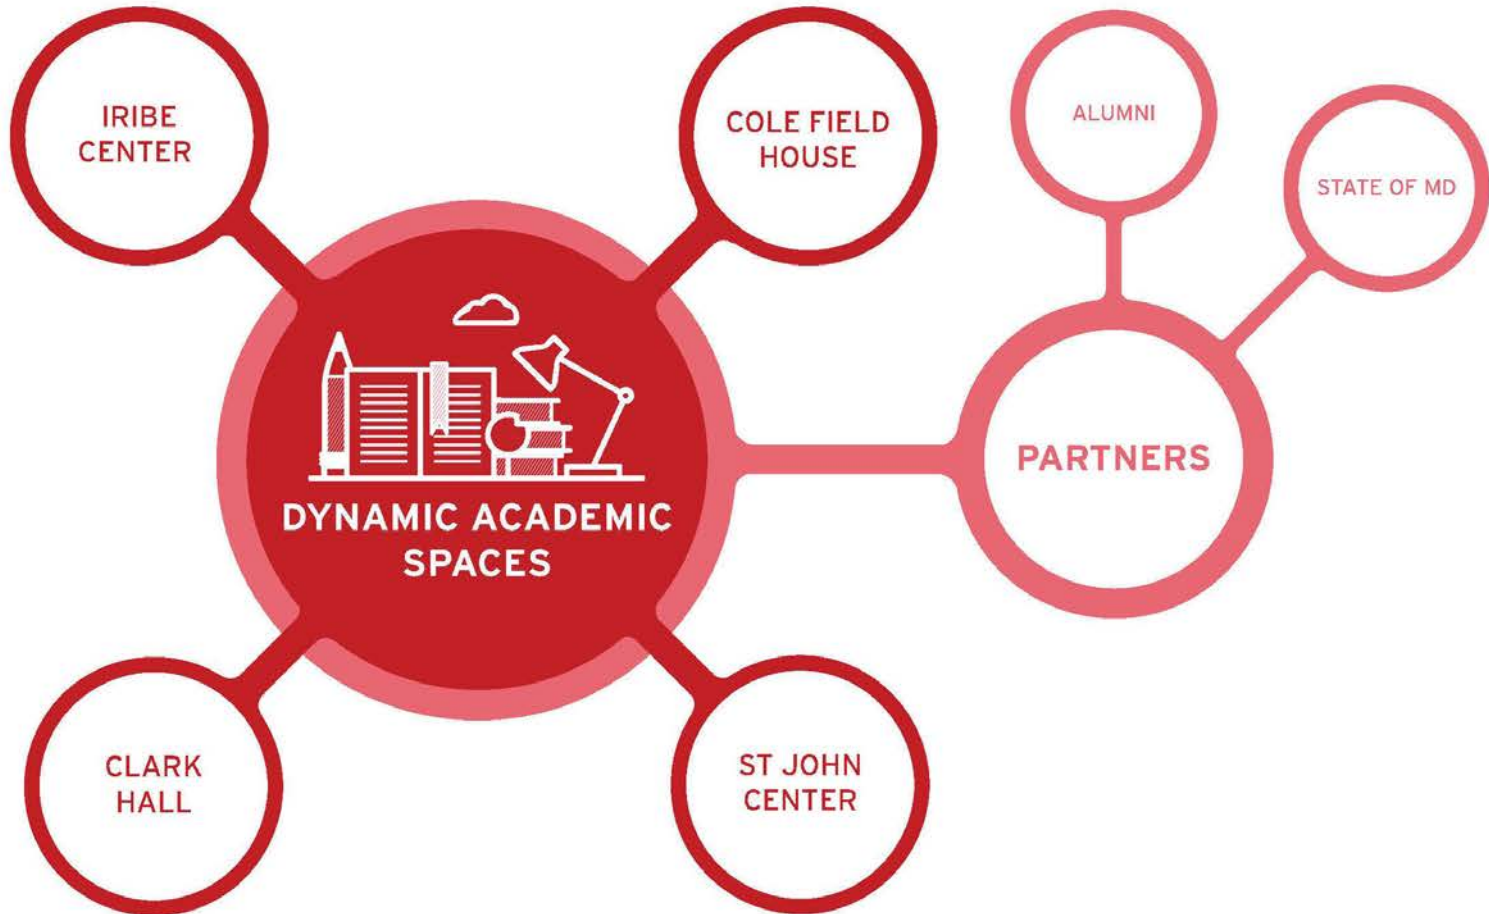 IRIBE
CENTER
COLE FIELD
HOUSE
ALUMNI
STATE OF MD
DYNAMIC ACADEMIC
SPACES
PARTNERS
CLARK
HALL
ST JOHN
CENTER